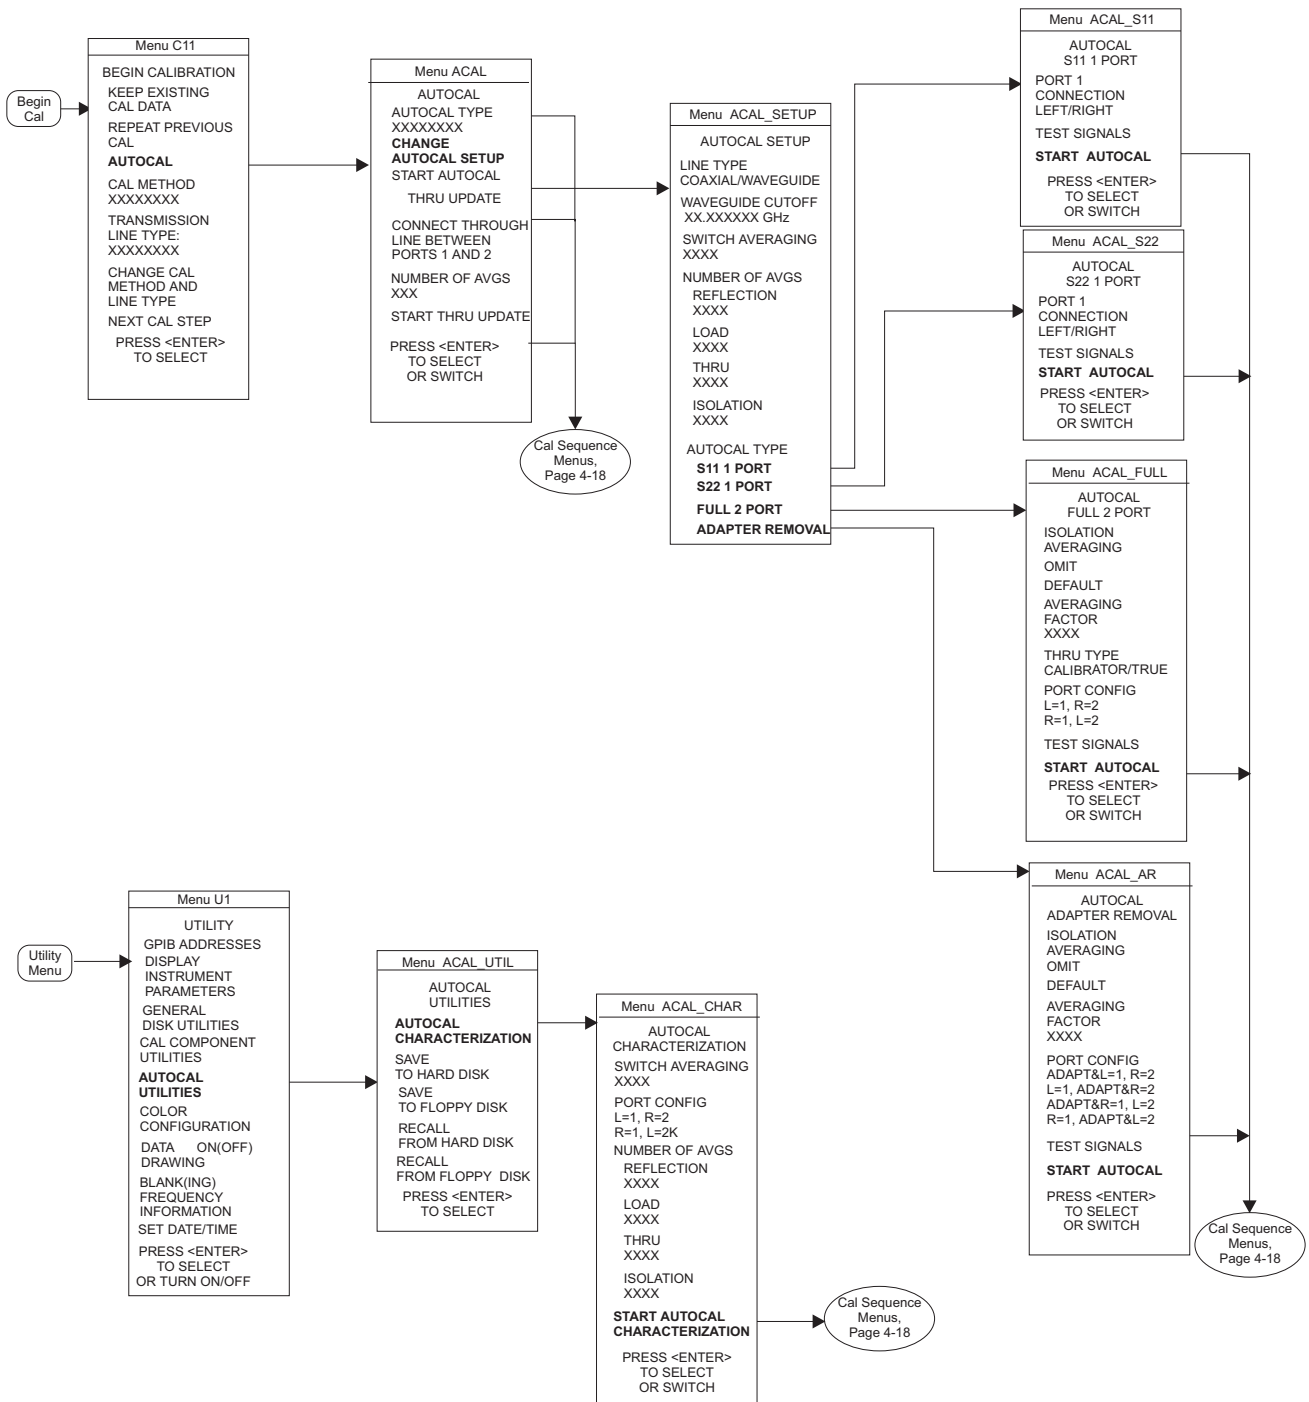 Begin
Cal
Menu C11
BEGIN CALIBRATION
KEEP EXISTING
CAL DATA
REPEAT PREVIOUS
CAL
AUTOCAL
CAL METHOD
XXXXXXXX
TRANSMISSION
LINE TYPE:
XXXXXXXX
CHANGE CAL
METHOD AND
LINE TYPE
NEXT CAL STEP
PRESS <ENTER>
TO SELECT
Menu ACAL
AUTOCAL
AUTOCAL TYPE
XXXXXXXX
CHANGE
AUTOCAL SETUP
START AUTOCAL
THRU UPDATE
CONNECT THROUGH
LINE BETWEEN
PORTS 1 AND 2
NUMBER OF AVGS
XXX
START THRU UPDATE
PRESS <ENTER>
TO SELECT
OR SWITCH
Cal Sequence
Menus,
Page 4-18
Menu ACAL_SETUP
AUTOCAL SETUP
LINE TYPE
COAXIAL/WAVEGUIDE
WAVEGUIDE CUTOFF
XX.XXXXXX GHz
SWITCH AVERAGING
XXXX
NUMBER OF AVGS
REFLECTION
XXXX
LOAD
XXXX
THRU
XXXX
ISOLATION
XXXX
AUTOCAL TYPE
S11 1 PORT
S22 1 PORT
FULL 2 PORT
ADAPTER REMOVAL
Menu ACAL_S11
AUTOCAL
S11 1 PORT
PORT 1
CONNECTION
LEFT/RIGHT
TEST SIGNALS
START AUTOCAL
PRESS <ENTER>
TO SELECT
OR SWITCH
Menu ACAL_S22
AUTOCAL
S22 1 PORT
PORT 1
CONNECTION
LEFT/RIGHT
TEST SIGNALS
START AUTOCAL
PRESS <ENTER>
TO SELECT
OR SWITCH
Menu ACAL_FULL
AUTOCAL
FULL 2 PORT
ISOLATION
AVERAGING
OMIT
DEFAULT
AVERAGING
FACTOR
XXXX
THRU TYPE
CALIBRATOR/TRUE
PORT CONFIG
L=1, R=2
R=1, L=2
TEST SIGNALS
START AUTOCAL
PRESS <ENTER>
TO SELECT
OR SWITCH
Menu ACAL_AR
AUTOCAL
ADAPTER REMOVAL
ISOLATION
AVERAGING
OMIT
DEFAULT
AVERAGING
FACTOR
XXXX
PORT CONFIG
ADAPT&L=1, R=2
L=1, ADAPT&R=2
ADAPT&R=1, L=2
R=1, ADAPT&L=2
TEST SIGNALS
START AUTOCAL
PRESS <ENTER>
TO SELECT
OR SWITCH
Cal Sequence
Menus,
Page 4-18
Utility
Menu
Menu U1
UTILITY
GPIB ADDRESSES
DISPLAY
INSTRUMENT
PARAMETERS
GENERAL
DISK UTILITIES
CAL COMPONENT
UTILITIES
AUTOCAL
UTILITIES
COLOR
CONFIGURATION
DATA ON(OFF)
DRAWING
BLANK(ING)
FREQUENCY
INFORMATION
SET DATE/TIME
PRESS <ENTER>
TO SELECT
OR TURN ON/OFF
Menu ACAL_UTIL
AUTOCAL
UTILITIES
AUTOCAL
CHARACTERIZATION
SAVE
TO HARD DISK
SAVE
TO FLOPPY DISK
RECALL
FROM HARD DISK
RECALL
FROM FLOPPY DISK
PRESS <ENTER>
TO SELECT
Menu ACAL_CHAR
AUTOCAL
CHARACTERIZATION
SWITCH AVERAGING
XXXX
PORT CONFIG
L=1, R=2
R=1, L=2K
NUMBER OF AVGS
REFLECTION
XXXX
LOAD
XXXX
THRU
XXXX
ISOLATION
XXXX
START AUTOCAL
CHARACTERIZATION
PRESS <ENTER>
TO SELECT
OR SWITCH
Cal Sequence
Menus,
Page 4-18